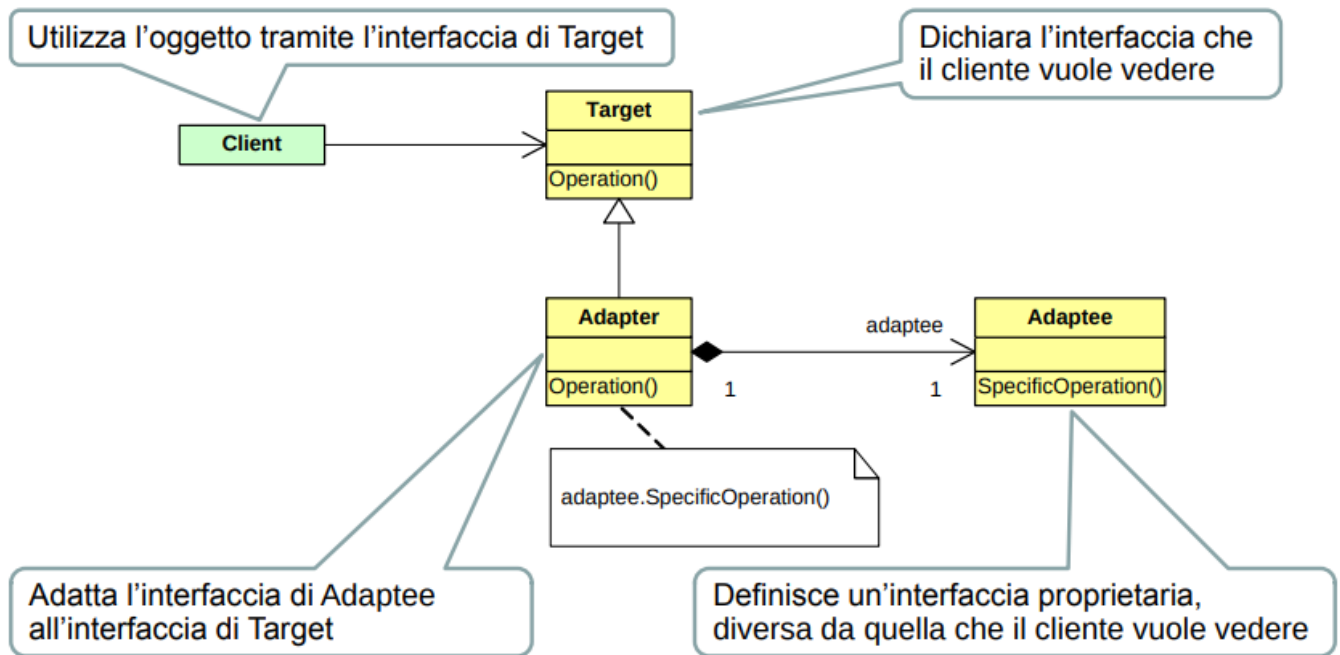 Utilizza l’oggetto tramite l’interfaccia di Target
Dichiara l’interfaccia che
il cliente vuole vedere
Target
Client
Operation()
Adapter
adaptee
Adaptee
Operation()
1
1
SpecificOperation()
adaptee.SpecificOperation()
Adatta l’interfaccia di Adaptee
all’interfaccia di Target
Definisce un’interfaccia proprietaria,
diversa da quella che il cliente vuole vedere